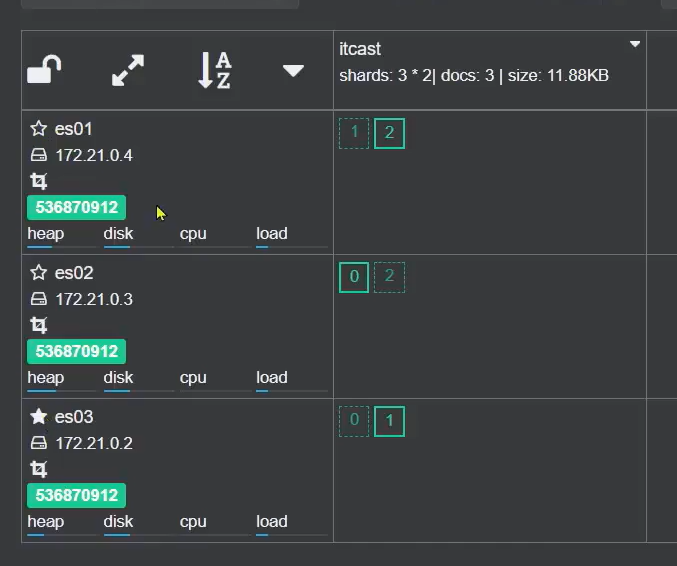 A
Z
itcast
shards: 3 * 2| docs: 3 | size: 11.88KB
es01
172.21.0.4
536870912
heap disk cpu load
1 2
es02
172.21.0.3
536870912
heap disk cpu load
0 2
es03
172.21.0.2
536870912
heap disk cpu load
0 1